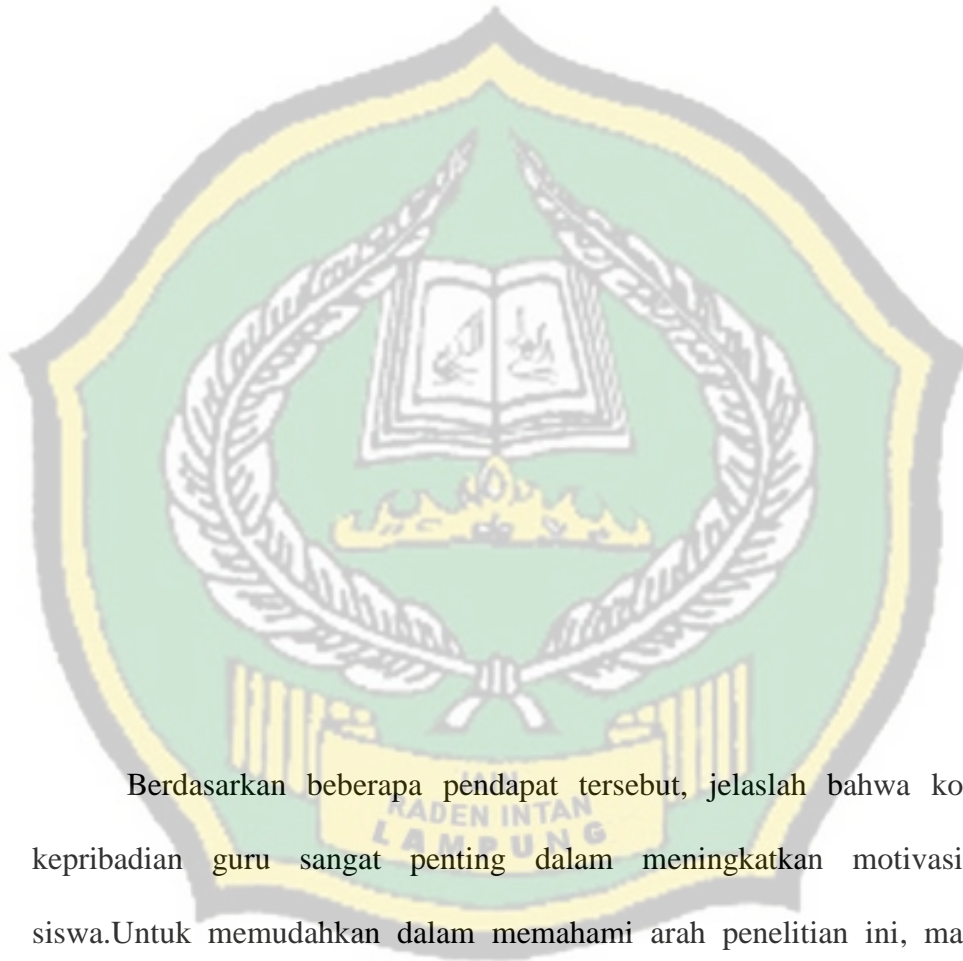 IAIN
RADEN INTAN
LAMPUNG
Berdasarkan beberapa pendapat tersebut, jelaslah bahwa ko
kepribadian guru sangat penting dalam meningkatkan motivasi
siswa.Untuk memudahkan dalam memahami arah penelitian ini, ma